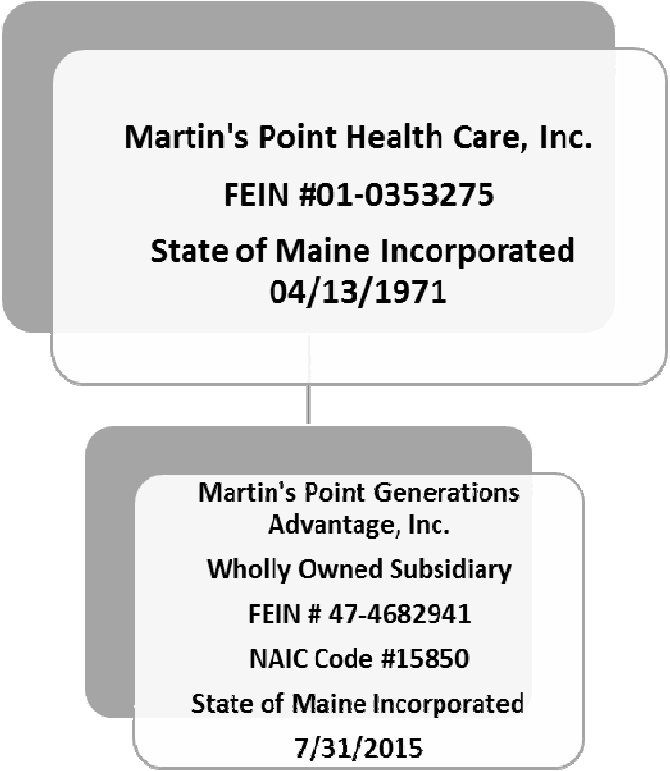 Martin's Point Health Care, Inc.
FEIN #01-0353275
State of Maine Incorporated
04/13/1971
Martin's Point Generations
Advantage, Inc.
Wholly Owned Subsidiary
FEIN # 47-4682941
NAIC Code #15850
State of Maine Incorporated
7/31/2015